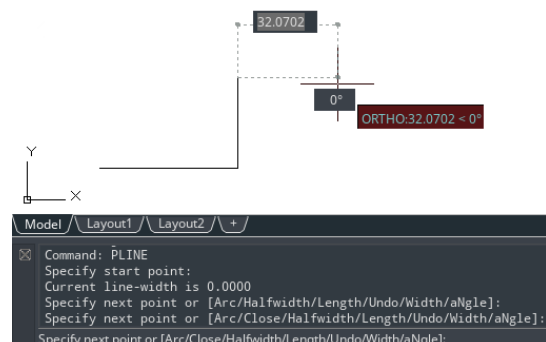 32.0702
0°
ORTHO:32.0702 < 0°
Y
X
Model Layout1 Layout2 +
Command: PLINE
Specify start point:
Current line-width is 0.0000
Specify next point or [Arc/Halfwidth/Length/Undo/Width/aNgle]:
Specify next point or [Arc/Close/Halfwidth/Length/Undo/Width/aNgle]:
Specify next point or [Arc/Close/Halfwidth/Length/Undo/Width/aNgle]: